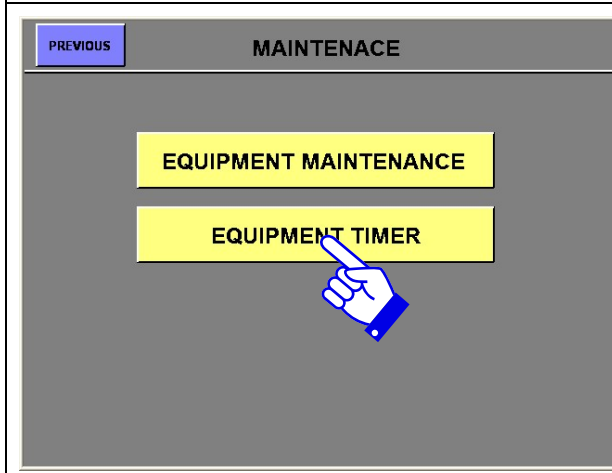 PREVIOUS
MAINTENACE
EQUIPMENT MAINTENANCE
EQUIPMENT TIMER